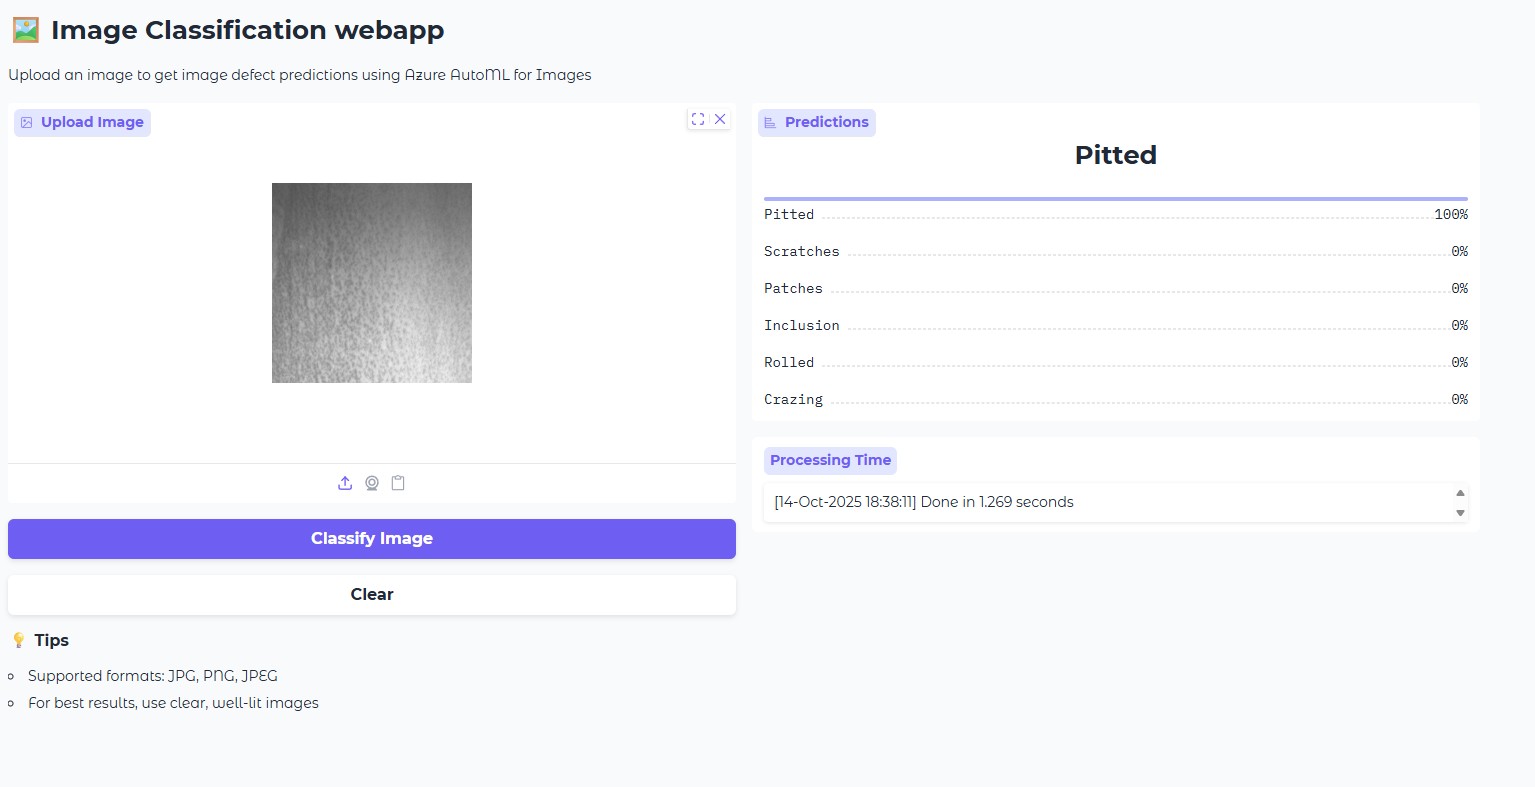 Image Classification webapp
Upload an image to get image defect predictions using Azure AutoML for Images
Upload Image
Classify Image
Clear
Tips
Supported formats: JPG, PNG, JPEG
For best results, use clear, well-lit images
Predictions
Pitted
Pitted 100%
Scratches 0%
Patches 0%
Inclusion 0%
Rolled 0%
Crazing 0%
Processing Time
[14-Oct-2025 18:38:11] Done in 1.269 seconds